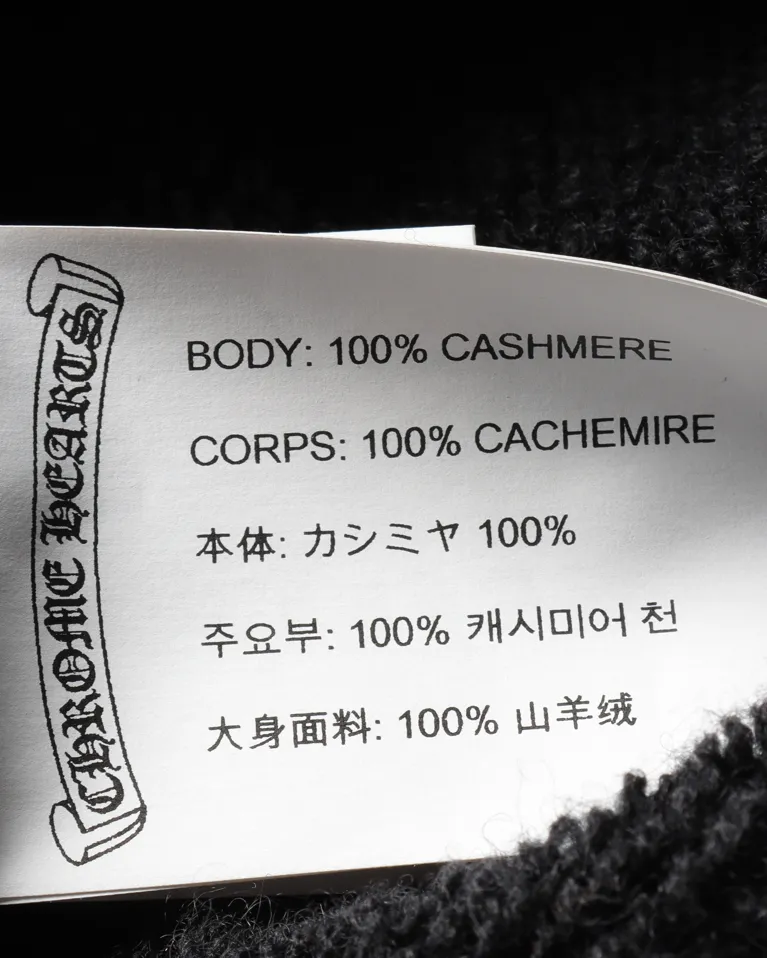 CHROME HEARTS
BODY: 100% CASHMERE
CORPS: 100% CACHEMIRE
本体: カシミヤ 100%
주요부: 100% 캐시미어 천
大身面料: 100% 山羊绒